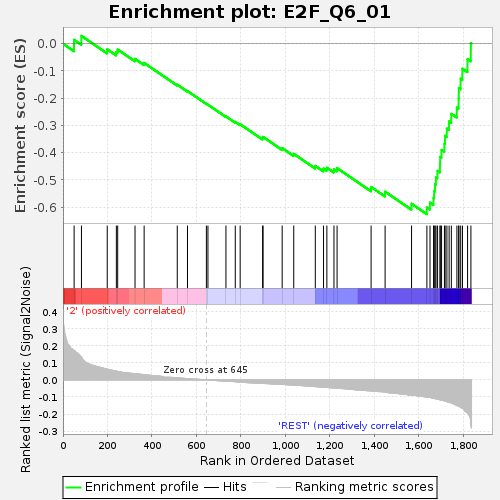 Enrichment plot: E2F_Q6_01
Enrichment score (ES)
0.0
-0.1
-0.2
-0.3
-0.4
-0.5
-0.6
Ranked list metric (Signal2Noise)
0.4
0.3
0.2
0.1
0.0
-0.1
-0.2
-0.3
'2' (positively correlated)
Zero cross at 645
'REST' (negatively correlated)
0 200 400 600 800 1,000 1,200 1,400 1,600 1,800
Rank in Ordered Dataset
Enrichment profile Hits Ranking metric scores